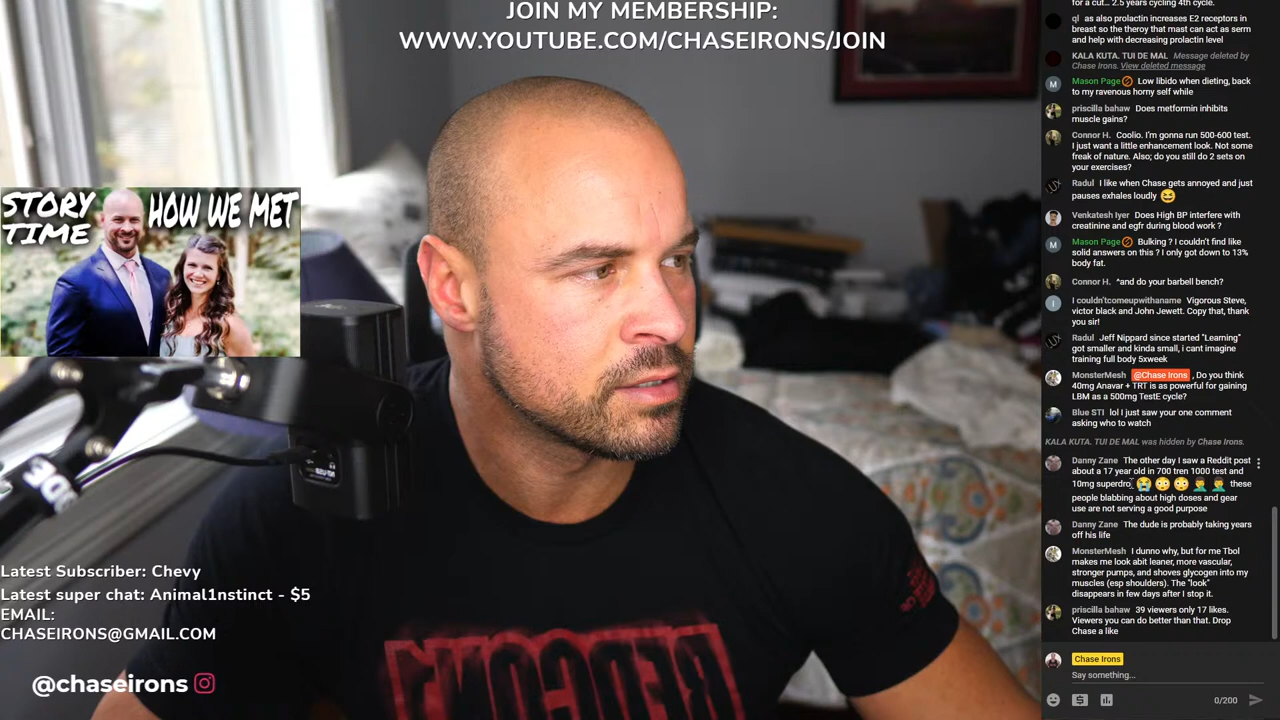 JOIN MY MEMBERSHIP:
WWW.YOUTUBE.COM/CHASEIRONS/JOIN
STORY TIME
HOW WE MET
Latest Subscriber: Chevy
Latest super chat: Animal1nstinct - $5
EMAIL:
CHASEIRONS@GMAIL.COM
@chaseirons
REDCON
for a cut... 2.5 years cycling 4th cycle.
ql as also prolactin increases E2 receptors in
breast so the theroy that mast can act as serm
and help with decreasing prolactin level
KALA KUTA. TUI DE MAL Message deleted by
Chase Irons. View deleted message
M Mason Page Low libido when dieting, back
to my ravenous horny self while
priscilla bahaw Does metformin inhibits
muscle gains?
Connor H. Coolio. I'm gonna run 500-600 test.
I just want a little enhancement look. Not some
freak of nature. Also; do you still do 2 sets on
your exercises?
Radul I like when Chase gets annoyed and just
pauses exhales loudly 😆
Venkatesh Iyer Does High BP interfere with
creatinine and egfr during blood work ?
M Mason Page Bulking ? I couldn't find like
solid answers on this ? I only got down to 13%
body fat.
Connor H. *and do your barbell bench?
I I couldn'tcomeupwithaname Vigorous Steve,
victor black and John Jewett. Copy that, thank
you sir!
Radul Jeff Nippard since started "Learning"
got smaller and kinda small, i cant imagine
training full body 5xweek
MonsterMesh @Chase Irons , Do you think
40mg Anavar + TRT is as powerful for gaining
LBM as a 500mg TestE cycle?
Blue STI lol I just saw your one comment
asking who to watch
KALA KUTA. TUI DE MAL was hidden by Chase Irons.
Danny Zane The other day I saw a Reddit post
about a 17 year old in 700 tren 1000 test and
10mg superdrol 😭😳😳🤦‍♂️🤦‍♂️ these
people blabbing about high doses and gear
use are not serving a good purpose
Danny Zane The dude is probably taking years
off his life
MonsterMesh I dunno why, but for me Tbol
makes me look abit leaner, more vascular,
stronger pumps, and shoves glycogen into my
muscles (esp shoulders). The "look"
disappears in few days after I stop it.
priscilla bahaw 39 viewers only 17 likes.
Viewers you can do better than that. Drop
Chase a like
Chase Irons
Say something...
0/200